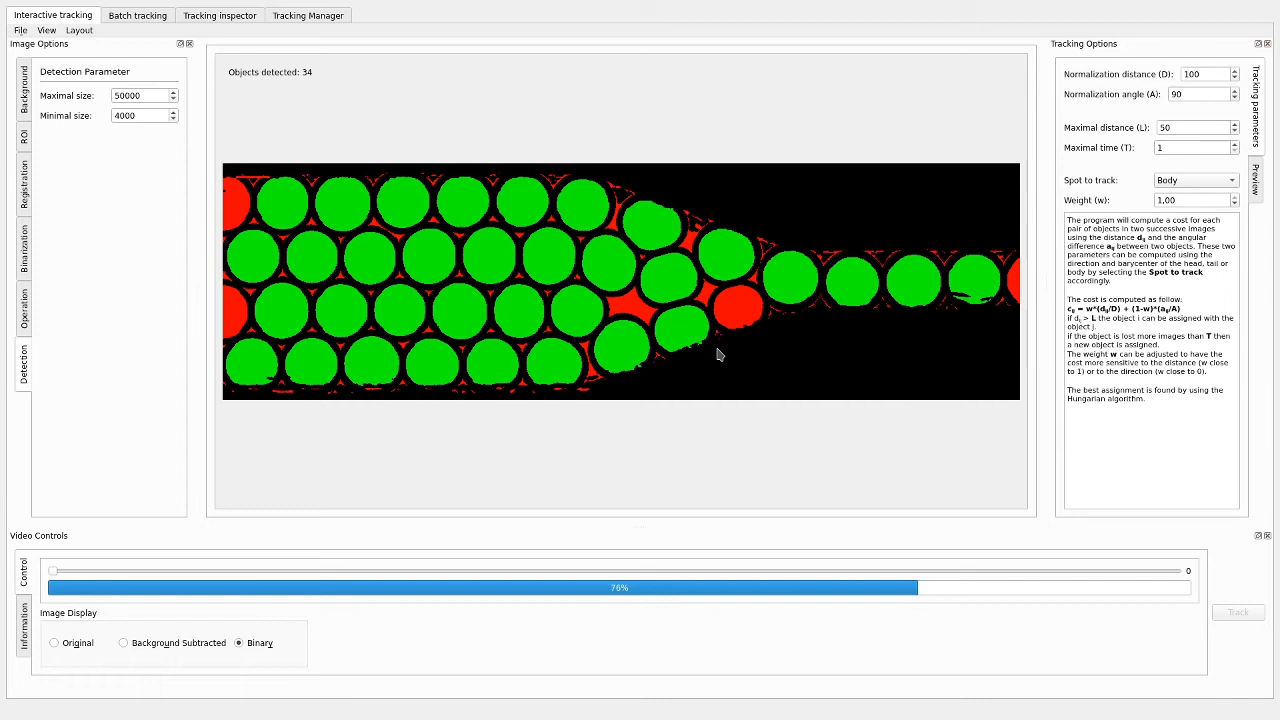 Interactive tracking
Batch tracking
Tracking inspector
Tracking Manager
File View Layout
Image Options
Background
ROI
Registration
Binarization
Operation
Detection
Detection Parameter
Maximal size: 50000
Minimal size: 4000
Objects detected: 34
Tracking Options
Normalization distance (D): 100
Normalization angle (A): 90
Maximal distance (L): 50
Maximal time (T): 1
Spot to track: Body
Weight (w): 1,00
Tracking parameters
Preview
The program will compute a cost for each
pair of objects in two successive images
using the distance dij and the angular
difference aij between two objects. These two
parameters can be computed using the
direction and barycenter of the head, tail or
body by selecting the Spot to track
accordingly.
The cost is computed as follow:
cij = w*(dij/D) + (1-w)*(aij/A)
if di > L the object i can be assigned with the
object j.
if the object is lost more images than T then
a new object is assigned.
The weight w can be adjusted to have the
cost more sensitive to the distance (w close
to 1) or to the direction (w close to 0).
The best assignment is found by using the
Hungarian algorithm.
Video Controls
Control
Information
0
76%
Track
Image Display
Original
Background Subtracted
Binary